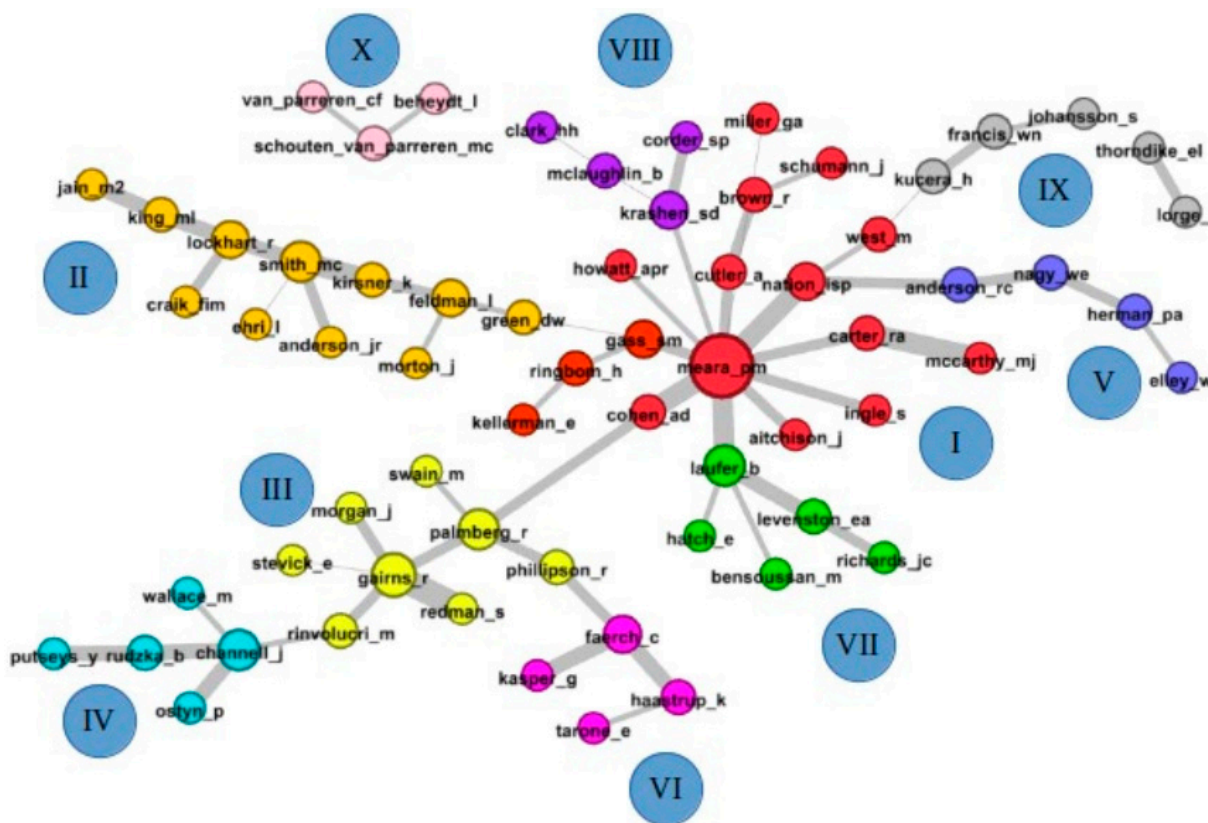 X
VIII
van_parreren_cf
beheydt_l
schouten_van_parreren_mc
clark_hh
corder_sp
mclaughlin_b
krashen_sd
miller_ga
schumann_j
brown_r
johansson_s
francis_wn
thorndike_el
kucera_h
IX
lorge_
jain_m2
king_ml
lockhart_r
smith_mc
II
craik_fim
kirsner_k
feldman_l
ehri_l
anderson_jr
green_dw
morton_j
howatt_apr
cutler_a
west_m
nation_isp
anderson_rc
nagy_we
herman_pa
gass_sm
ringbom_h
meara_pm
carter_ra
mccarthy_mj
V
elley_w
kellerman_e
cohen_ad
ingle_s
aitchison_j
I
III
swain_m
laufer_b
morgan_j
palmberg_r
levenston_ea
hatch_e
stevick_e
gairns_r
phillipson_r
bensoussan_m
richards_jc
wallace_m
redman_s
rinvolucri_m
faerch_c
VII
putseys_y
rudzka_b
channell_j
kasper_g
haastrup_k
IV
ostyn_p
tarone_e
VI